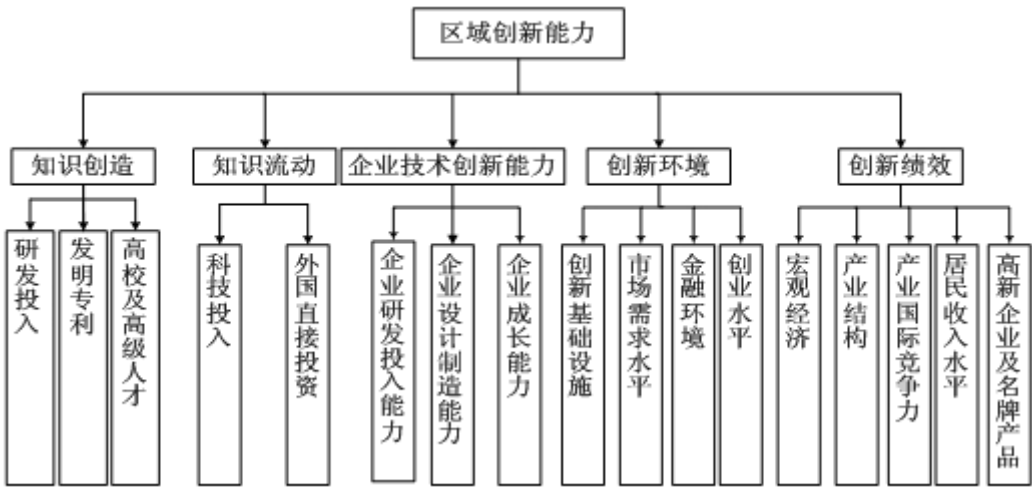 区域创新能力
知识创造
知识流动
企业技术创新能力
创新环境
创新绩效
研发投入
发明专利
高校及高级人才
科技投入
外国直接投资
企业研发投入能力
企业设计制造能力
企业成长能力
创新基础设施
市场需求水平
金融环境
创业水平
宏观经济
产业结构
产业国际竞争力
居民收入水平
高新企业及名牌产品